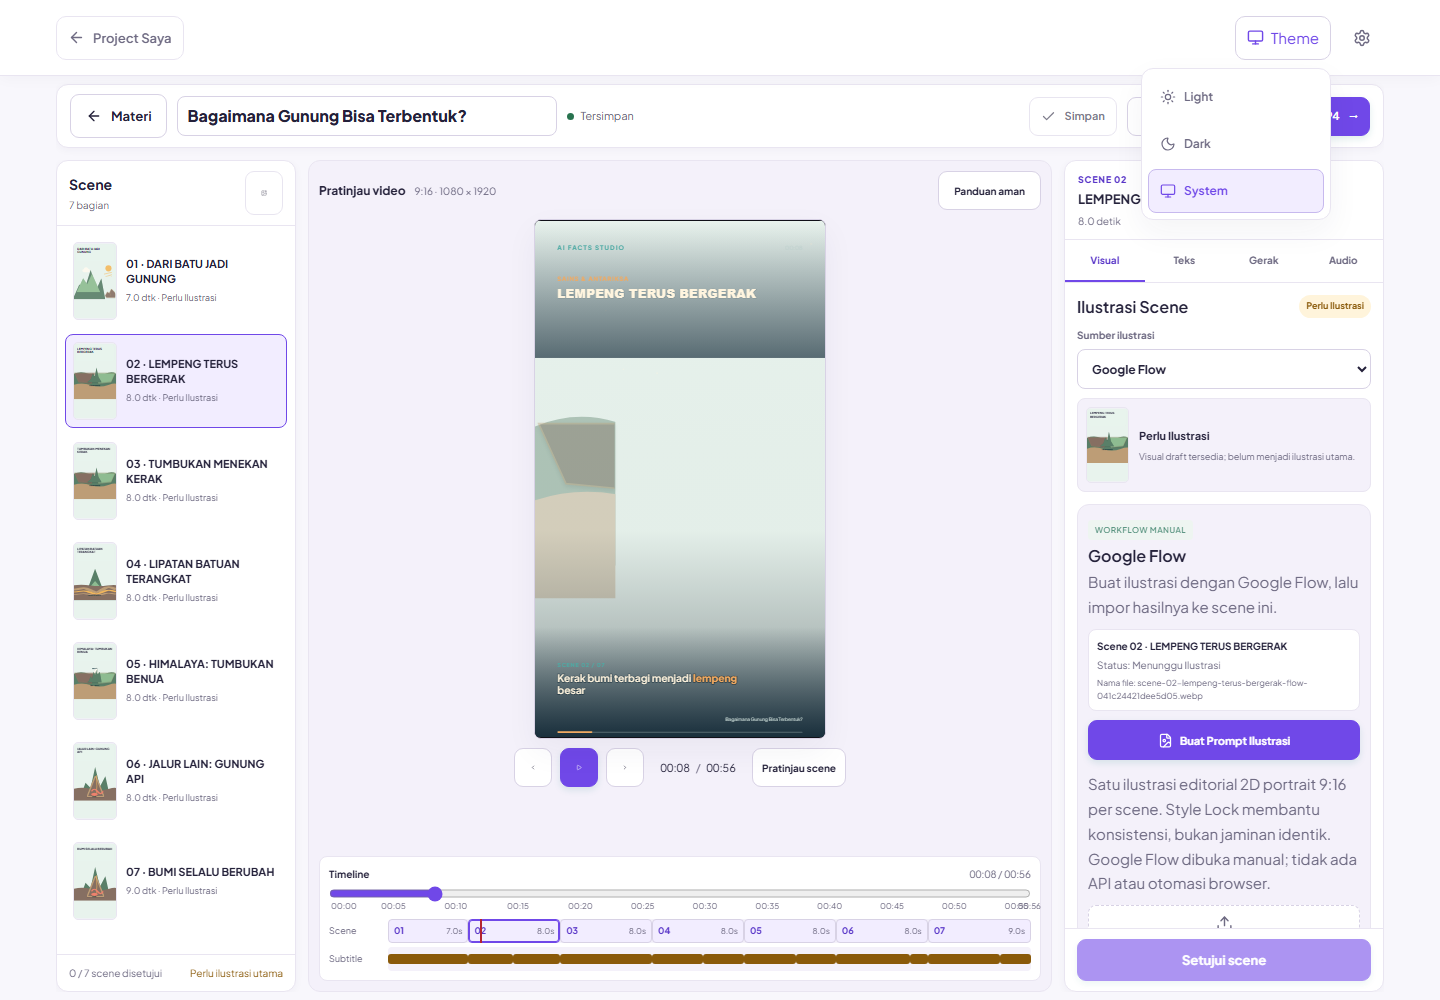 Project Saya
Theme
Light
Dark
System
Materi
Bagaimana Gunung Bisa Terbentuk?
Tersimpan
Simpan
→
Scene
7 bagian
01 · DARI BATU JADI
GUNUNG
7.0 dtk · Perlu Ilustrasi
02 · LEMPENG TERUS
BERGERAK
8.0 dtk · Perlu Ilustrasi
03 · TUMBUKAN MENEKAN
KERAK
8.0 dtk · Perlu Ilustrasi
04 · LIPATAN BATUAN
TERANGKAT
8.0 dtk · Perlu Ilustrasi
05 · HIMALAYA: TUMBUKAN
BENUA
8.0 dtk · Perlu Ilustrasi
06 · JALUR LAIN: GUNUNG
API
8.0 dtk · Perlu Ilustrasi
07 · BUMI SELALU BERUBAH
9.0 dtk · Perlu Ilustrasi
0 / 7 scene disetujui
Perlu ilustrasi utama
Pratinjau video
9:16 · 1080 × 1920
Panduan aman
AI FACTS STUDIO
LEMPENG TERUS BERGERAK
Kerak bumi terbagi menjadi lempeng
besar
Bagaimana Gunung Bisa Terbentuk?
00:08 / 00:56
Pratinjau scene
Timeline
00:08 / 00:56
00:00 00:05 00:10 00:15 00:20 00:25 00:30 00:35 00:40 00:45 00:50 00:55 00:56
Scene
01 7.0s 02 8.0s 03 8.0s 04 8.0s 05 8.0s 06 8.0s 07 9.0s
Subtitle
SCENE 02
LEMPENG
8.0 detik
Visual
Teks
Gerak
Audio
Ilustrasi Scene
Perlu Ilustrasi
Sumber ilustrasi
Google Flow
Perlu Ilustrasi
Visual draft tersedia; belum menjadi ilustrasi utama.
WORKFLOW MANUAL
Google Flow
Buat ilustrasi dengan Google Flow, lalu
impor hasilnya ke scene ini.
Scene 02 · LEMPENG TERUS BERGERAK
Status: Menunggu Ilustrasi
Nama file: scene-02-lempeng-terus-bergerak-flow-
041c24421dee5d05.webp
Buat Prompt Ilustrasi
Satu ilustrasi editorial 2D portrait 9:16
per scene. Style Lock membantu
konsistensi, bukan jaminan identik.
Google Flow dibuka manual; tidak ada
API atau otomasi browser.
Setujui scene